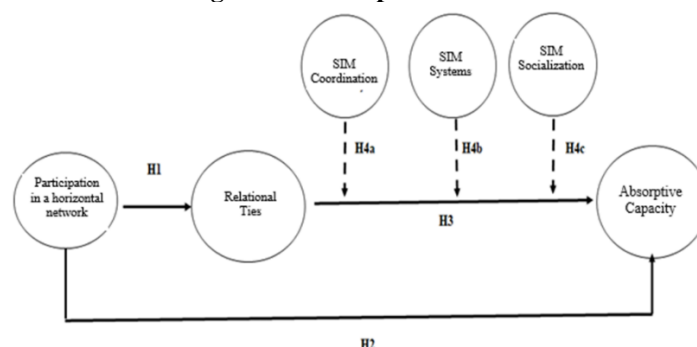 SIM
Coordination
SIM
Systems
SIM
Socialization
H4a
H4b
H4c
H1
Participation
in a horizontal
network
Relational
Ties
Absorptive
Capacity
H3
H2